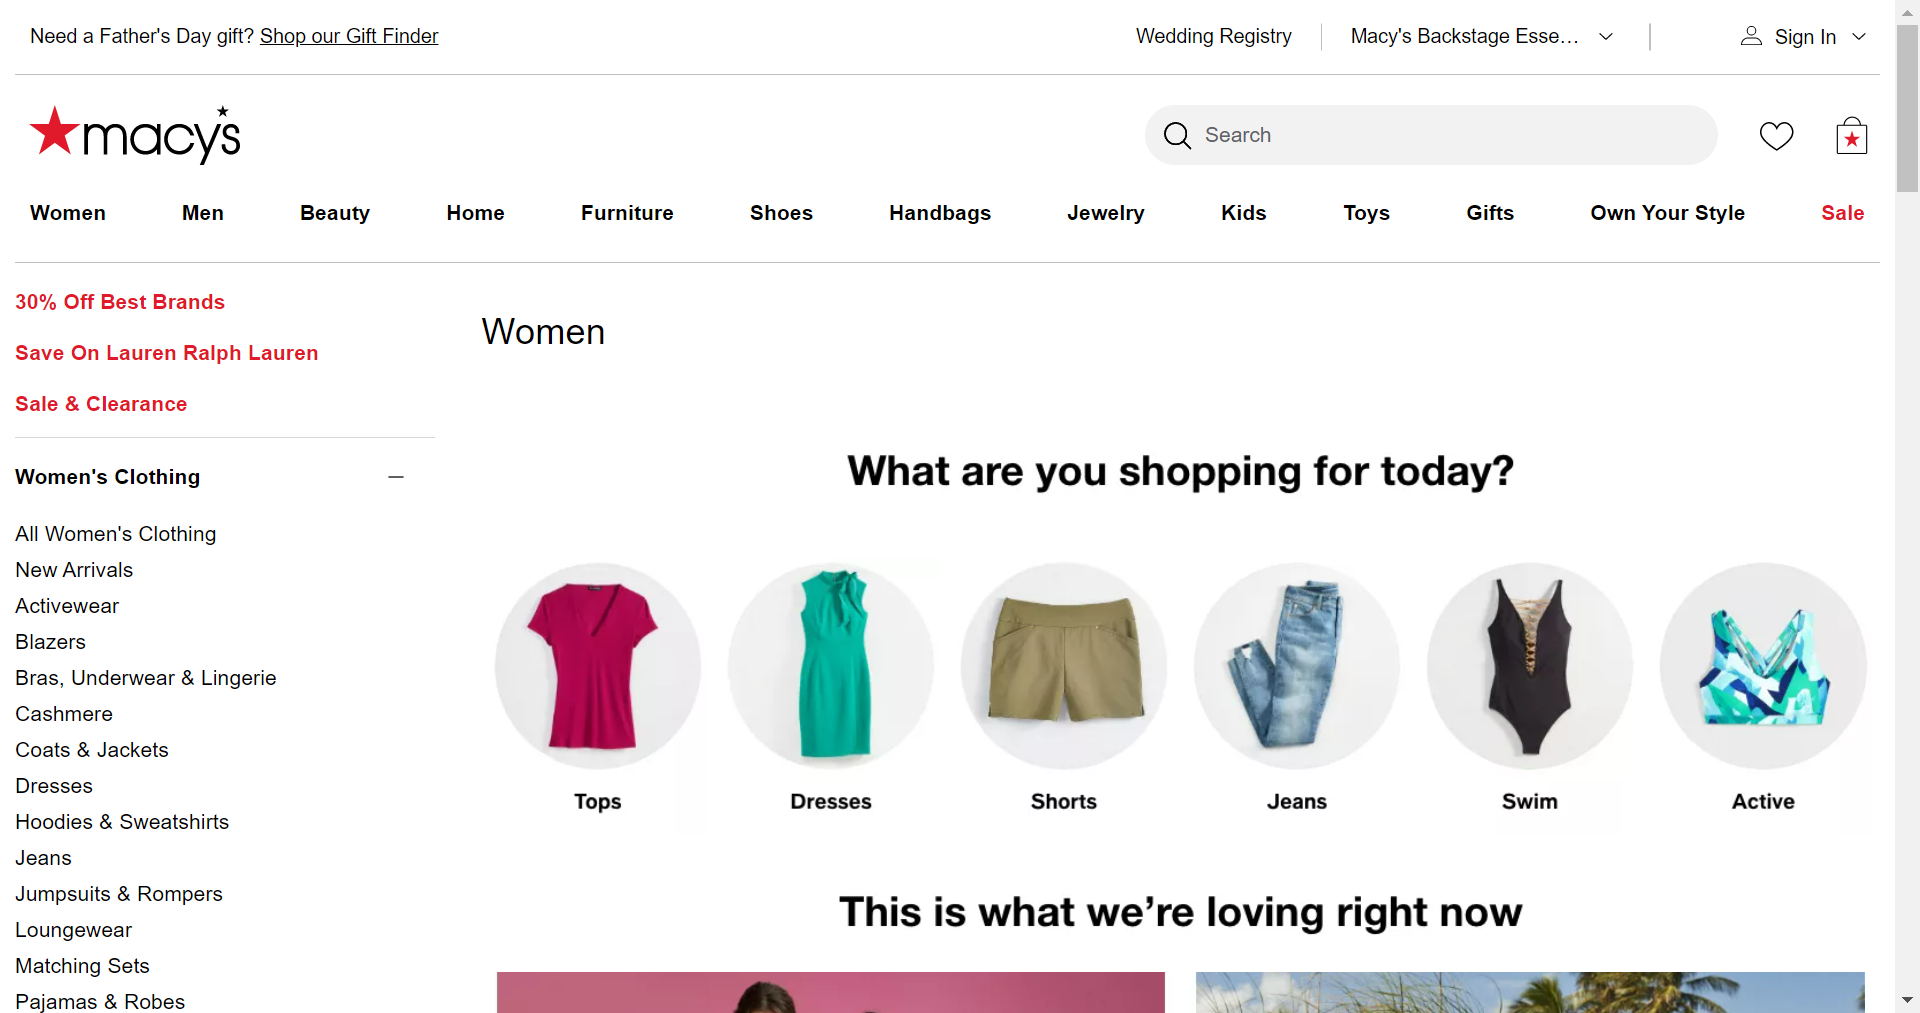 Need a Father's Day gift? Shop our Gift Finder
Wedding Registry
Macy's Backstage Esse...
Sign In
macy's
Search
Women
Men
Beauty
Home
Furniture
Shoes
Handbags
Jewelry
Kids
Toys
Gifts
Own Your Style
Sale
30% Off Best Brands
Save On Lauren Ralph Lauren
Sale & Clearance
Women's Clothing
All Women's Clothing
New Arrivals
Activewear
Blazers
Bras, Underwear & Lingerie
Cashmere
Coats & Jackets
Dresses
Hoodies & Sweatshirts
Jeans
Jumpsuits & Rompers
Loungewear
Matching Sets
Pajamas & Robes
Women
What are you shopping for today?
Tops
Dresses
Shorts
Jeans
Swim
Active
This is what we’re loving right now